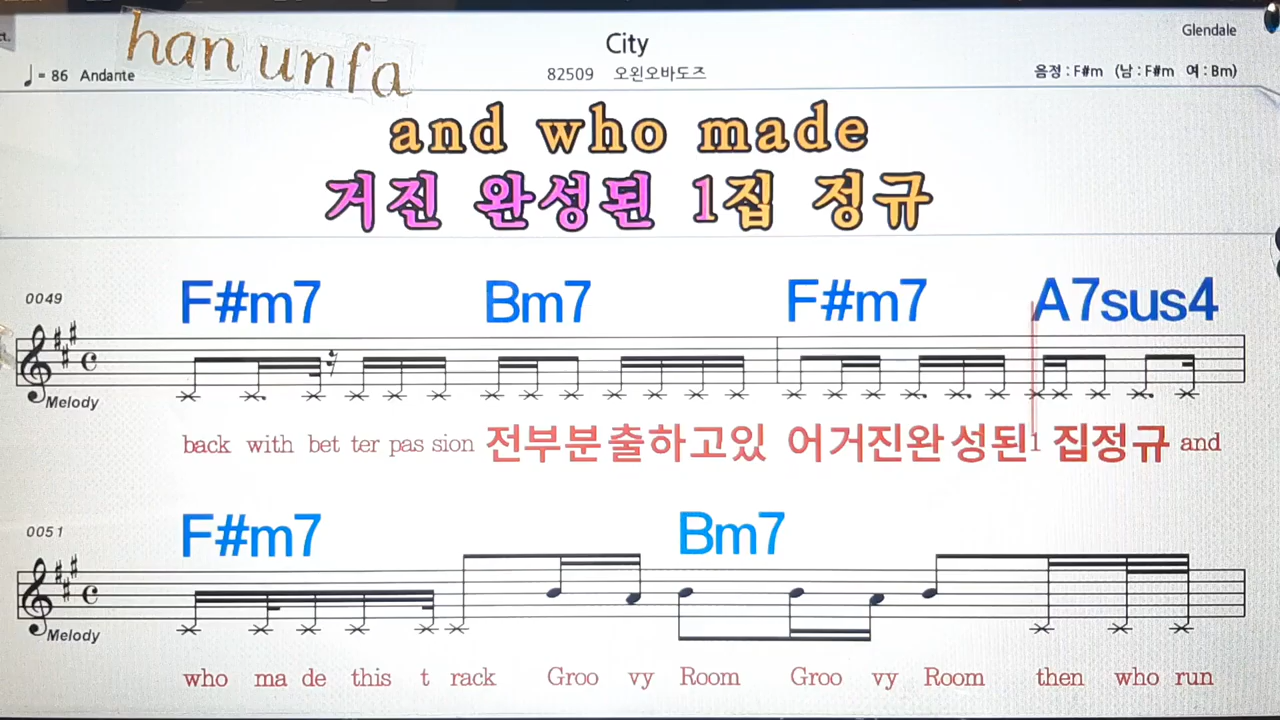 ct.
han unfa
City
Glendale
♩ = 86 Andante
82509 오왼오바도즈
음정 : F#m (남 : F#m 여 : Bm)
and who made
거진 완성된 1집 정규
0049
F#m7 Bm7 F#m7 A7sus4
Melody
back with bet ter pas sion 전부분출하고있 어거진완성된1 집정규 and
0051
F#m7 Bm7
Melody
who ma de this t rack Groo vy Room Groo vy Room then who run